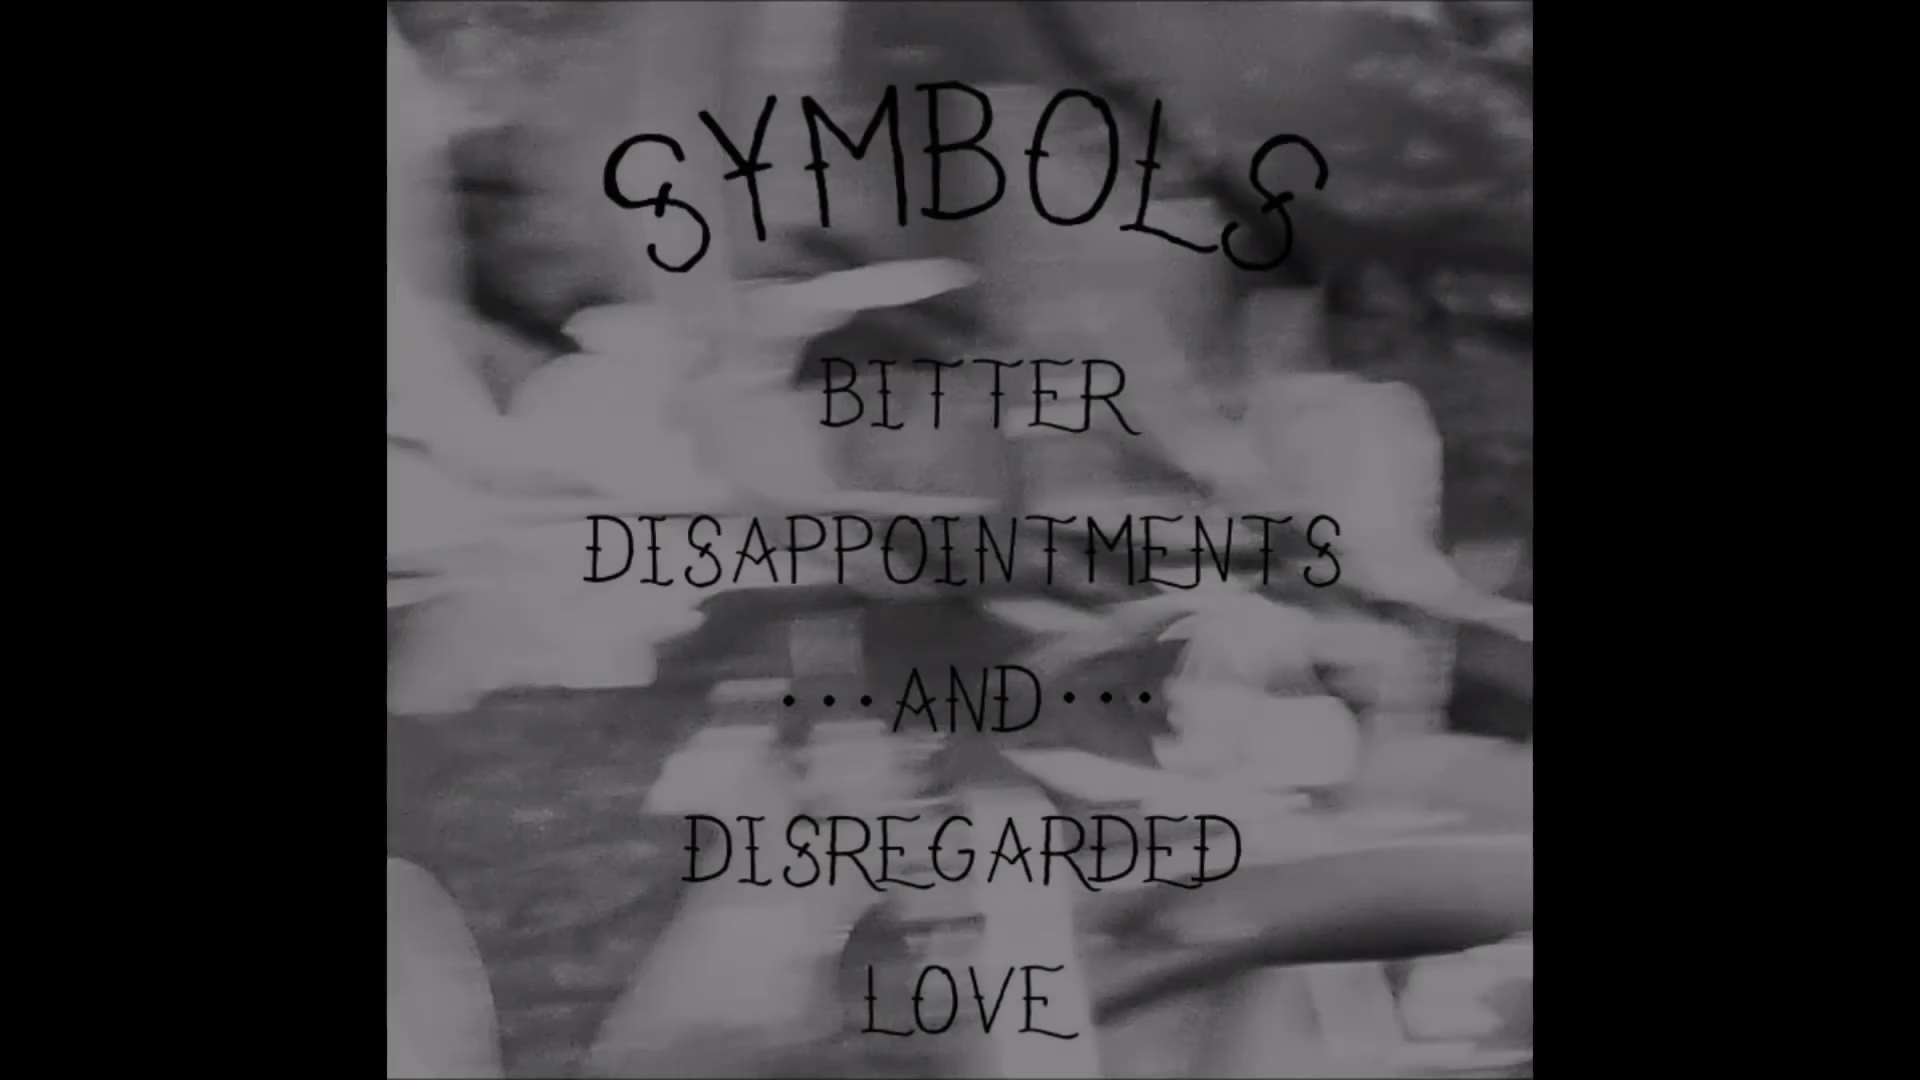 SYMBOLS
BITTER
DISAPPOINTMENTS
...AND...
DISREGARDED
LOVE